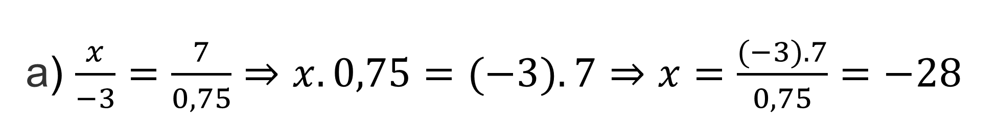 a) x/−3 = 7/0,75 ⇒ x. 0,75 = (−3). 7 ⇒ x = (−3).7/0,75 = −28